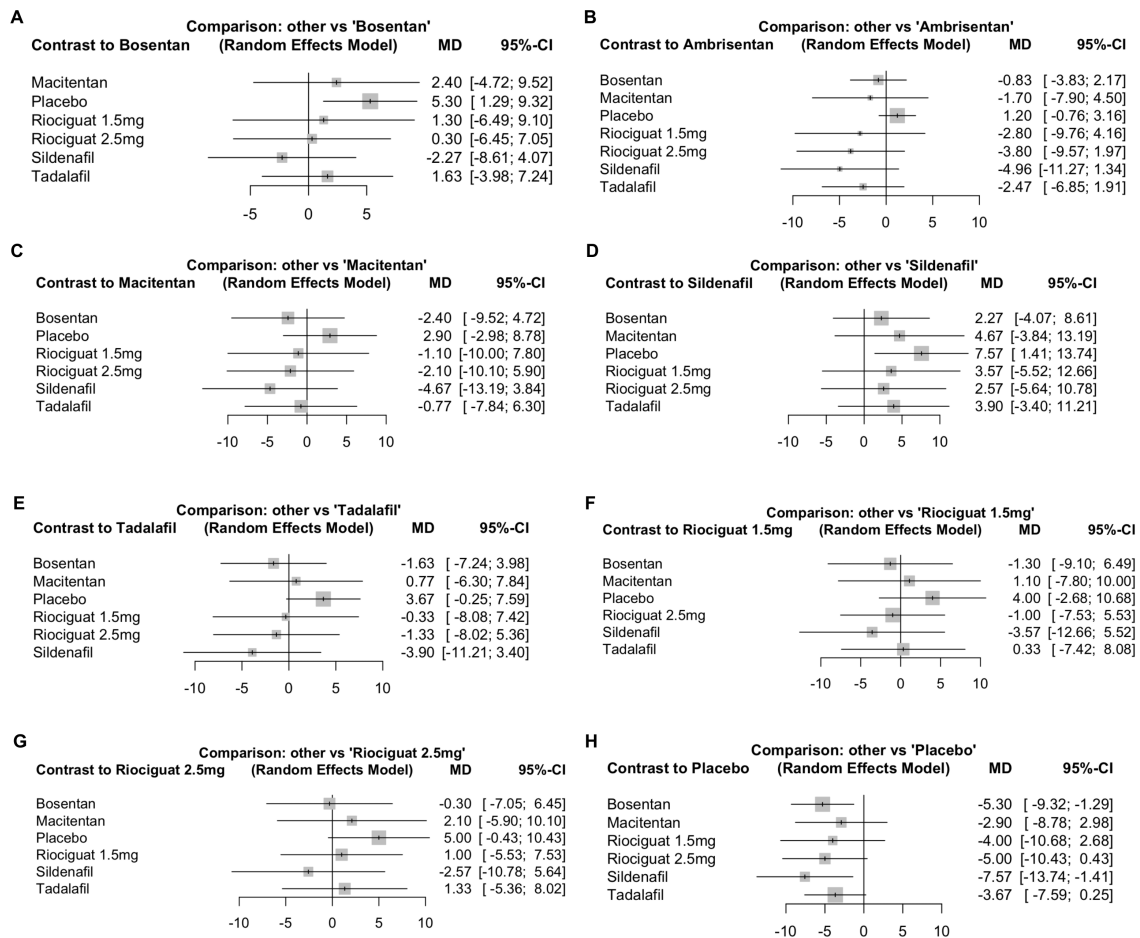 A
Comparison: other vs 'Bosentan'
Contrast to Bosentan (Random Effects Model) MD 95%-CI
Macitentan 2.40 [-4.72; 9.52]
Placebo 5.30 [ 1.29; 9.32]
Riociguat 1.5mg 1.30 [-6.49; 9.10]
Riociguat 2.5mg 0.30 [-6.45; 7.05]
Sildenafil -2.27 [-8.61; 4.07]
Tadalafil 1.63 [-3.98; 7.24]
-5 0 5
B
Comparison: other vs 'Ambrisentan'
Contrast to Ambrisentan (Random Effects Model) MD 95%-CI
Bosentan -0.83 [ -3.83; 2.17]
Macitentan -1.70 [ -7.90; 4.50]
Placebo 1.20 [ -0.76; 3.16]
Riociguat 1.5mg -2.80 [ -9.76; 4.16]
Riociguat 2.5mg -3.80 [ -9.57; 1.97]
Sildenafil -4.96 [-11.27; 1.34]
Tadalafil -2.47 [ -6.85; 1.91]
-10 -5 0 5 10
C
Comparison: other vs 'Macitentan'
Contrast to Macitentan (Random Effects Model) MD 95%-CI
Bosentan -2.40 [ -9.52; 4.72]
Placebo 2.90 [ -2.98; 8.78]
Riociguat 1.5mg -1.10 [-10.00; 7.80]
Riociguat 2.5mg -2.10 [-10.10; 5.90]
Sildenafil -4.67 [-13.19; 3.84]
Tadalafil -0.77 [ -7.84; 6.30]
-10 -5 0 5 10
D
Comparison: other vs 'Sildenafil'
Contrast to Sildenafil (Random Effects Model) MD 95%-CI
Bosentan 2.27 [-4.07; 8.61]
Macitentan 4.67 [-3.84; 13.19]
Placebo 7.57 [ 1.41; 13.74]
Riociguat 1.5mg 3.57 [-5.52; 12.66]
Riociguat 2.5mg 2.57 [-5.64; 10.78]
Tadalafil 3.90 [-3.40; 11.21]
-10 -5 0 5 10
E
Comparison: other vs 'Tadalafil'
Contrast to Tadalafil (Random Effects Model) MD 95%-CI
Bosentan -1.63 [ -7.24; 3.98]
Macitentan 0.77 [ -6.30; 7.84]
Placebo 3.67 [ -0.25; 7.59]
Riociguat 1.5mg -0.33 [ -8.08; 7.42]
Riociguat 2.5mg -1.33 [ -8.02; 5.36]
Sildenafil -3.90 [-11.21; 3.40]
-10 -5 0 5 10
F
Comparison: other vs 'Riociguat 1.5mg'
Contrast to Riociguat 1.5mg (Random Effects Model) MD 95%-CI
Bosentan -1.30 [ -9.10; 6.49]
Macitentan 1.10 [ -7.80; 10.00]
Placebo 4.00 [ -2.68; 10.68]
Riociguat 2.5mg -1.00 [ -7.53; 5.53]
Sildenafil -3.57 [-12.66; 5.52]
Tadalafil 0.33 [ -7.42; 8.08]
-10 -5 0 5 10
G
Comparison: other vs 'Riociguat 2.5mg'
Contrast to Riociguat 2.5mg (Random Effects Model) MD 95%-CI
Bosentan -0.30 [ -7.05; 6.45]
Macitentan 2.10 [ -5.90; 10.10]
Placebo 5.00 [ -0.43; 10.43]
Riociguat 1.5mg 1.00 [ -5.53; 7.53]
Sildenafil -2.57 [-10.78; 5.64]
Tadalafil 1.33 [ -5.36; 8.02]
-10 -5 0 5 10
H
Comparison: other vs 'Placebo'
Contrast to Placebo (Random Effects Model) MD 95%-CI
Bosentan -5.30 [ -9.32; -1.29]
Macitentan -2.90 [ -8.78; 2.98]
Riociguat 1.5mg -4.00 [-10.68; 2.68]
Riociguat 2.5mg -5.00 [-10.43; 0.43]
Sildenafil -7.57 [-13.74; -1.41]
Tadalafil -3.67 [ -7.59; 0.25]
-10 -5 0 5 10